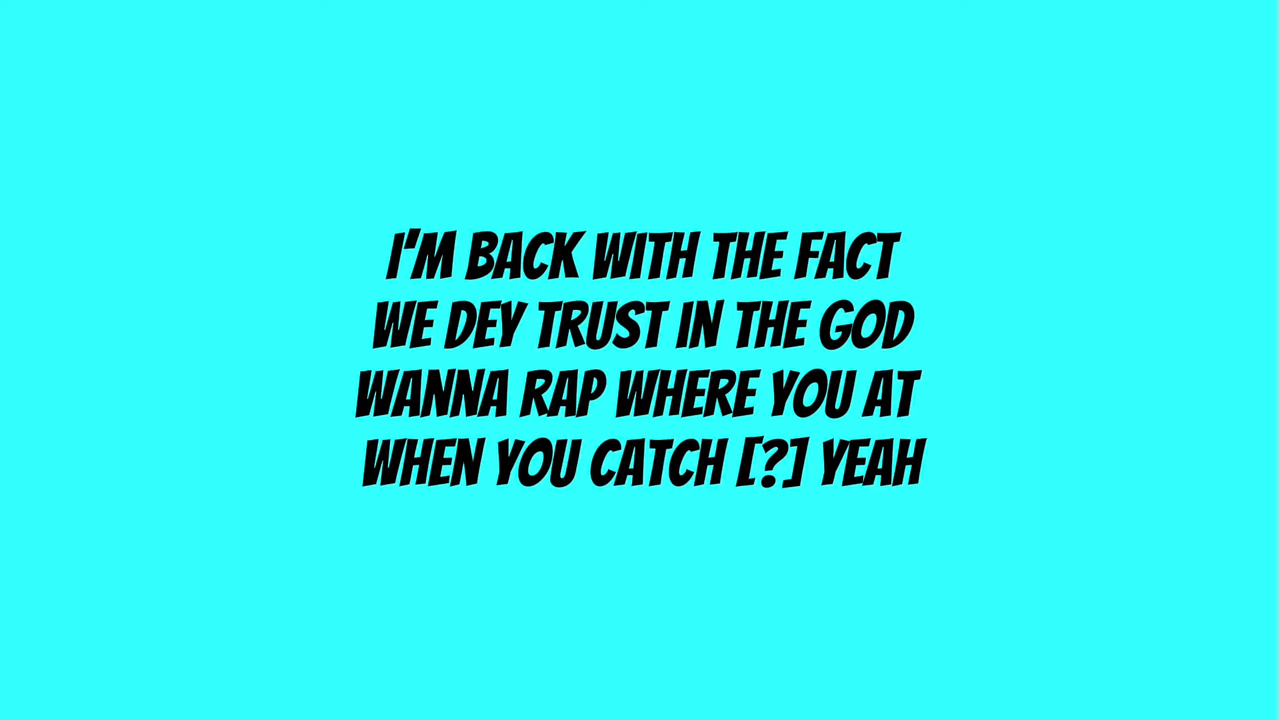 I'M BACK WITH THE FACT
WE DEY TRUST IN THE GOD
WANNA RAP WHERE YOU AT
WHEN YOU CATCH [?] YEAH